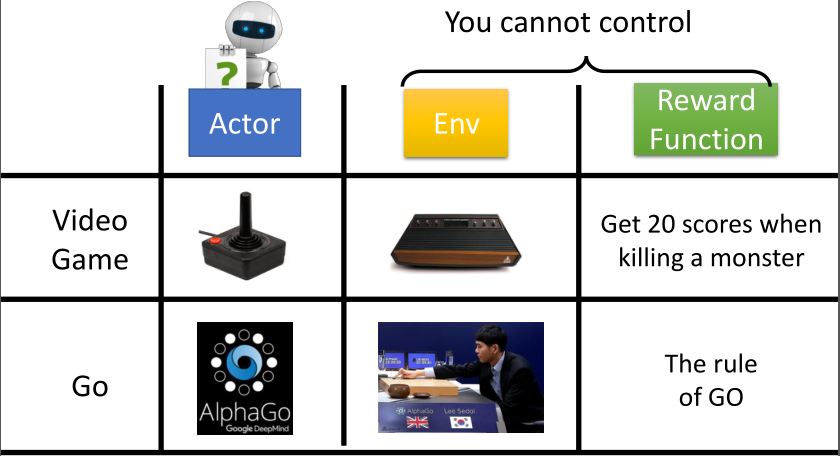 You cannot control
?
Actor
Env
Reward
Function
Video
Game
Get 20 scores when
killing a monster
Go
AlphaGo
Google DeepMind
AlphaGo
Lee Sedol
The rule
of GO